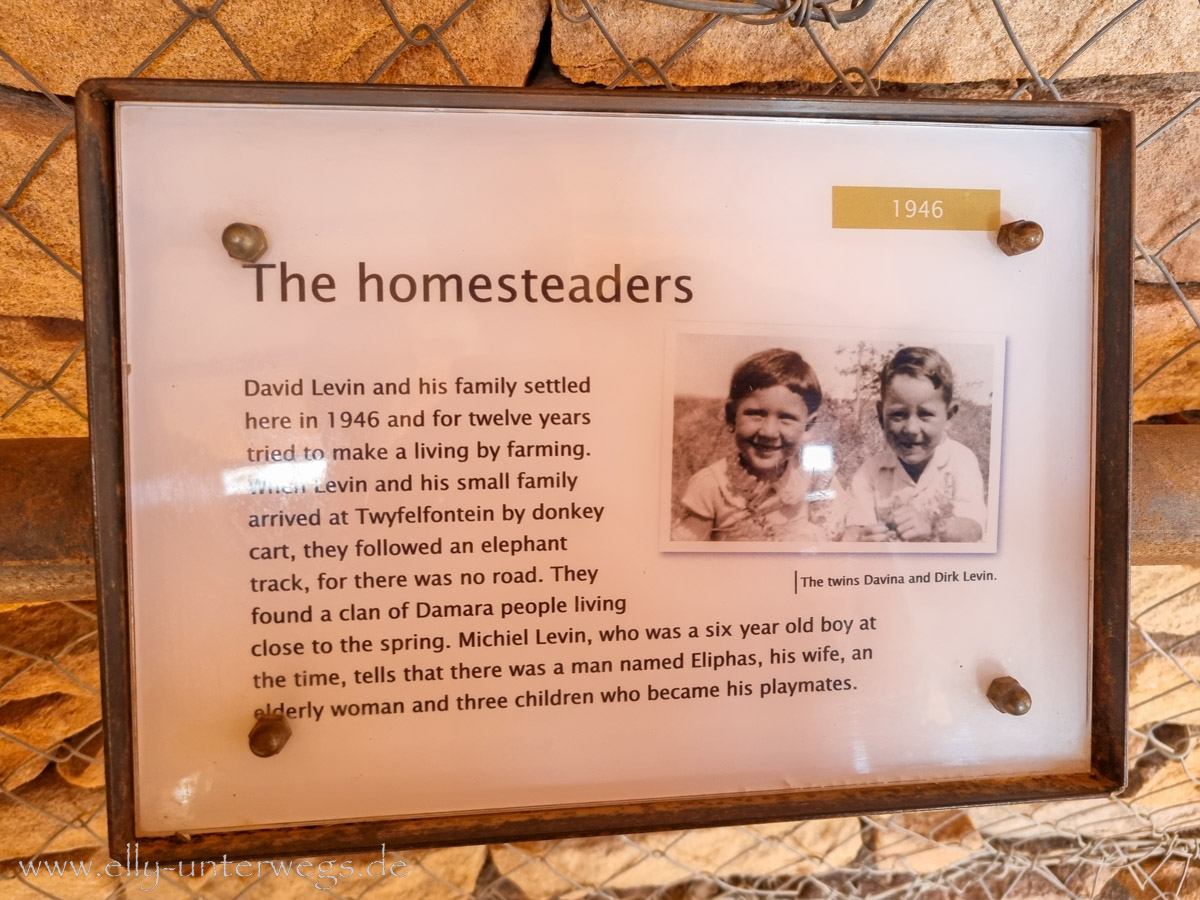 1946
The homesteaders
David Levin and his family settled
here in 1946 and for twelve years
tried to make a living by farming.
When Levin and his small family
arrived at Twyfelfontein by donkey
cart, they followed an elephant
track, for there was no road. They
found a clan of Damara people living
close to the spring. Michiel Levin, who was a six year old boy at
the time, tells that there was a man named Eliphas, his wife, an
elderly woman and three children who became his playmates.
The twins Davina and Dirk Levin.
www.elly-unterwegs.de